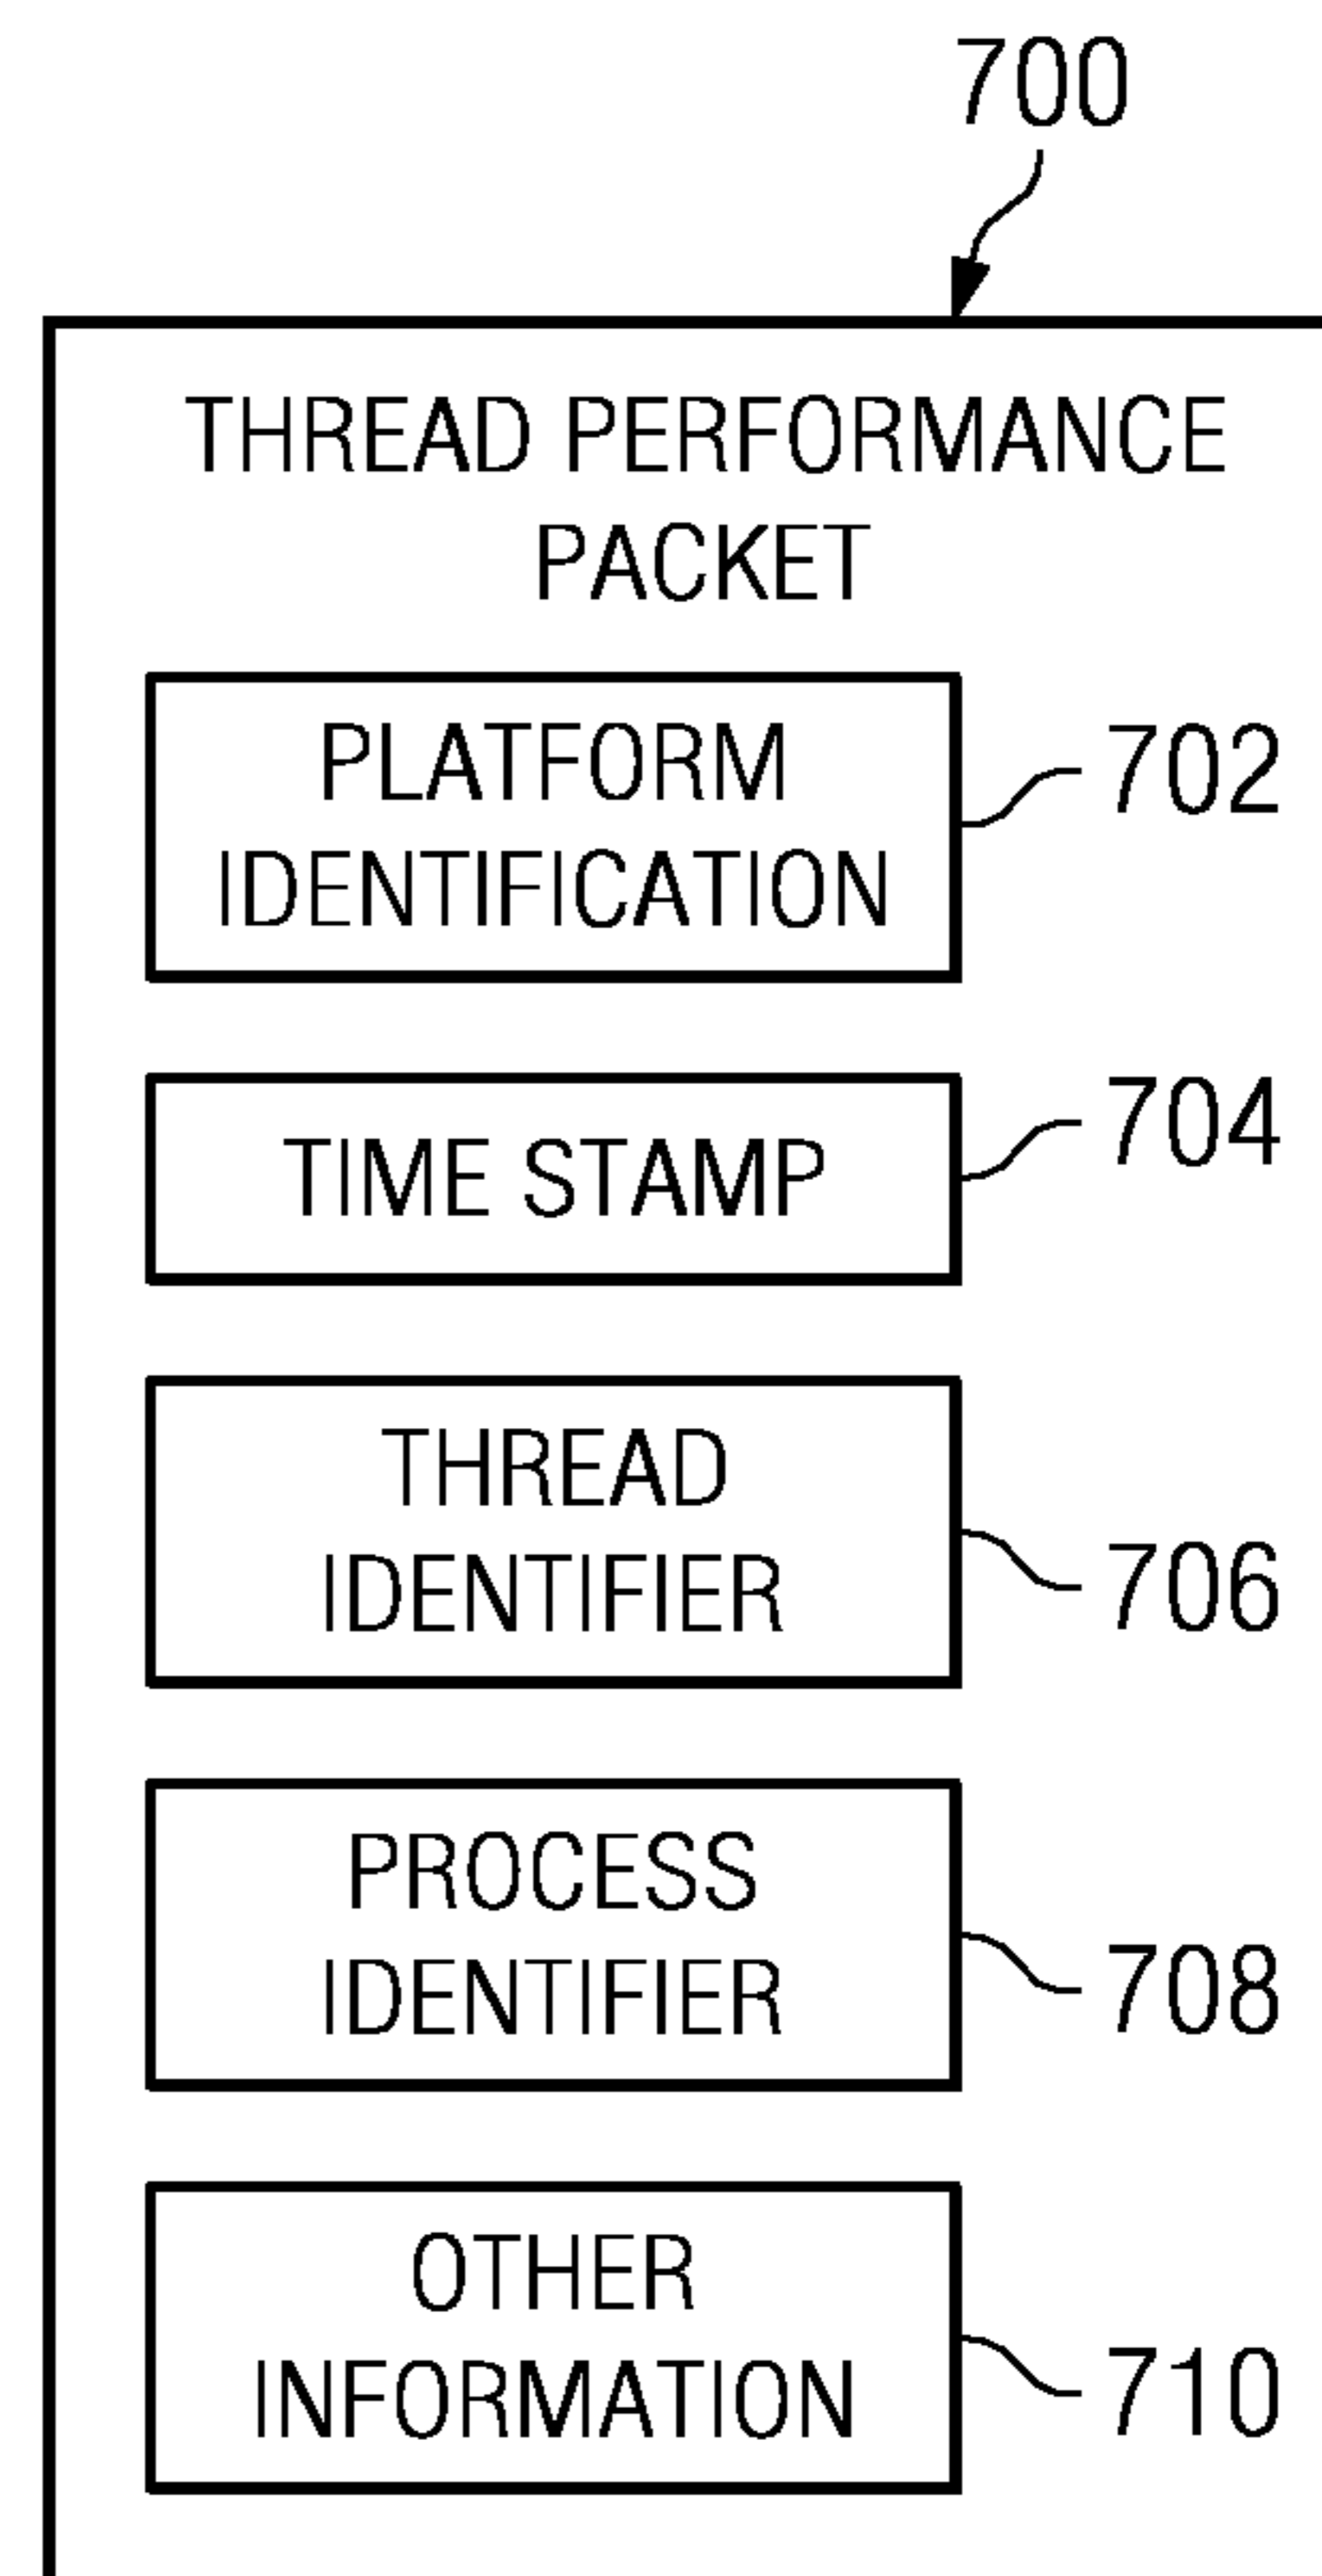 700
THREAD PERFORMANCE
PACKET
PLATFORM
IDENTIFICATION
702
TIME STAMP
704
THREAD
IDENTIFIER
706
PROCESS
IDENTIFIER
708
OTHER
INFORMATION
710